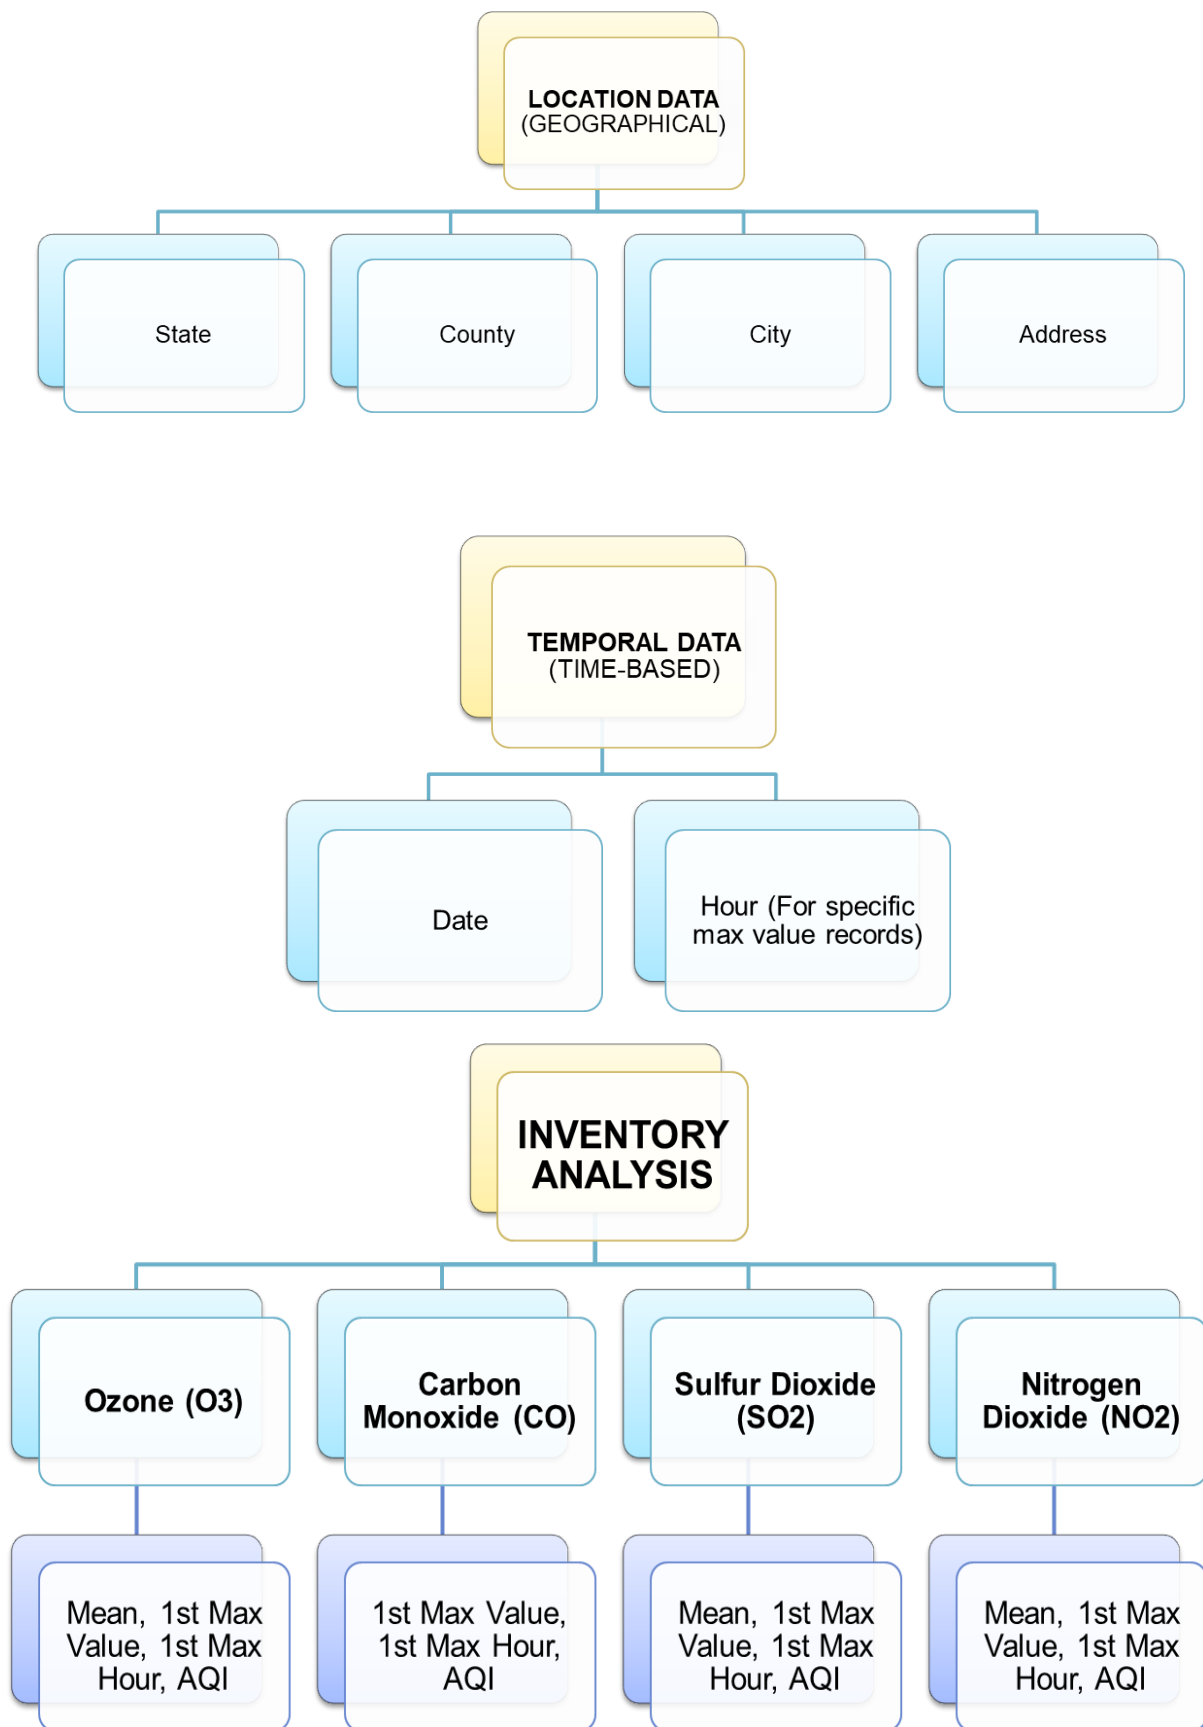 LOCATION DATA
(GEOGRAPHICAL)
State
County
City
Address
TEMPORAL DATA
(TIME-BASED)
Date
Hour (For specific
max value records)
INVENTORY
ANALYSIS
Ozone (O3)
Carbon
Monoxide (CO)
Sulfur Dioxide
(SO2)
Nitrogen
Dioxide (NO2)
Mean, 1st Max
Value, 1st Max
Hour, AQI
1st Max Value,
1st Max Hour,
AQI
Mean, 1st Max
Value, 1st Max
Hour, AQI
Mean, 1st Max
Value, 1st Max
Hour, AQI